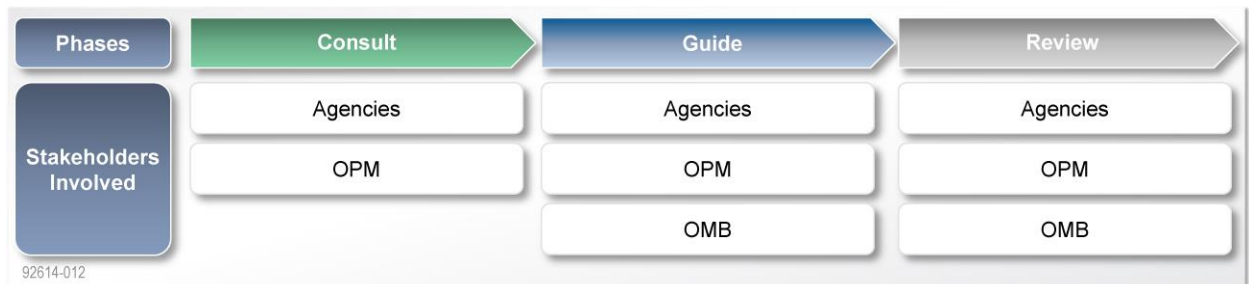 Phases
Consult
Guide
Review
Stakeholders
Involved
Agencies
Agencies
Agencies
OPM
OPM
OPM
OMB
OMB
92614-012